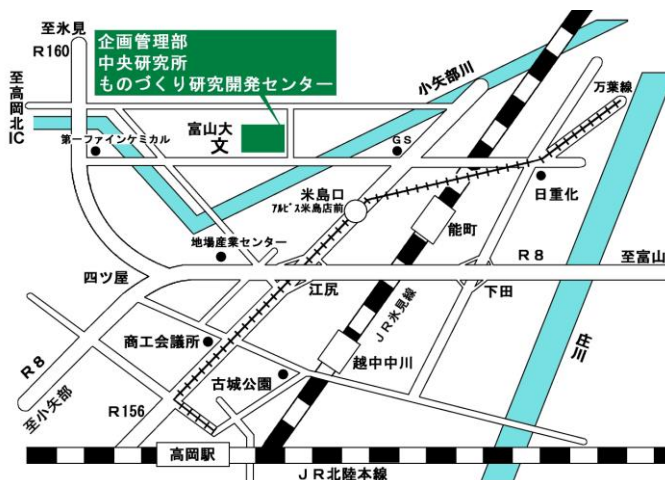 至氷見
R160
企画管理部
中央研究所
ものづくり研究開発センター
至高岡北IC
小矢部川
万葉線
第一ファインケミカル
富山大
文
GS
日重化
米島口
アルビス米島店前
能町
地場産業センター
四ツ屋
江尻
R8
至富山
下田
JR氷見線
庄川
商工会議所
越中中川
古城公園
R8
至小矢部
R156
高岡駅
JR北陸本線